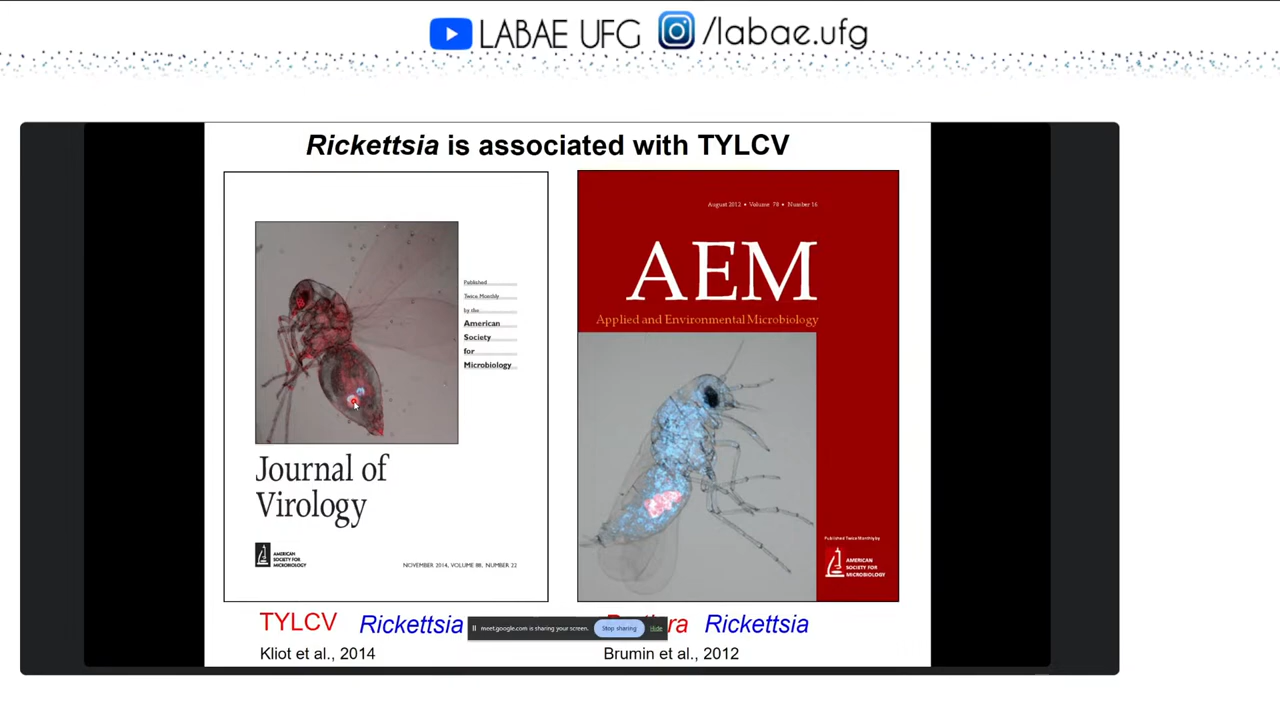 LABAE UFG /labae.ufg
Rickettsia is associated with TYLCV
Published
Twice Monthly
by the
American
Society
for
Microbiology
Journal of
Virology
AMERICAN
SOCIETY FOR
MICROBIOLOGY
NOVEMBER 2014, VOLUME 88, NUMBER 22
August 2012 • Volume 78 • Number 16
AEM
Applied and Environmental Microbiology
Published Twice Monthly by
AMERICAN
SOCIETY FOR
MICROBIOLOGY
TYLCV Rickettsia
meet.google.com is sharing your screen. Stop sharing Hide
Rickettsia
Kliot et al., 2014
Brumin et al., 2012